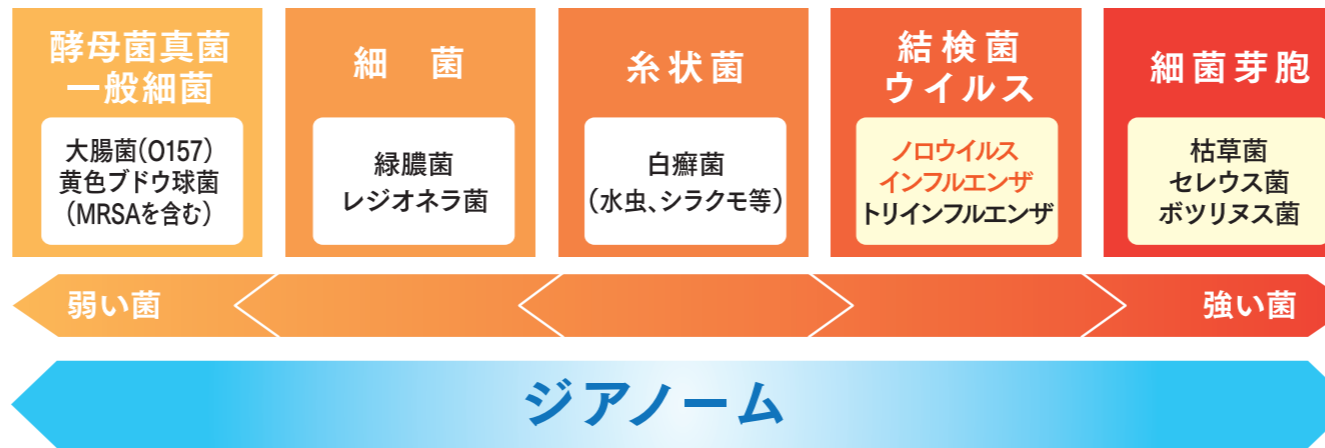 酵母菌真菌
一般細菌
大腸菌(O157)
黄色ブドウ球菌
(MRSAを含む)
細 菌
緑膿菌
レジオネラ菌
糸状菌
白癬菌
(水虫、シラクモ等)
結検菌
ウイルス
ノロウイルス
インフルエンザ
トリインフルエンザ
細菌芽胞
枯草菌
セレウス菌
ボツリヌス菌
弱い菌
強い菌
ジアノーム